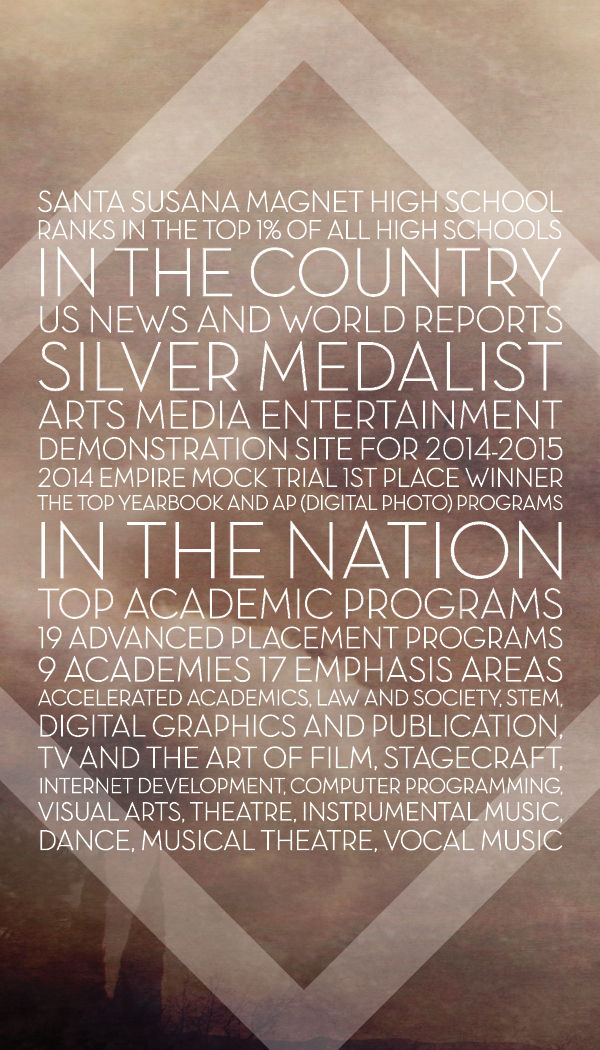 SANTA SUSANA MAGNET HIGH SCHOOL
RANKS IN THE TOP 1% OF ALL HIGH SCHOOLS
IN THE COUNTRY
US NEWS AND WORLD REPORTS
SILVER MEDALIST
ARTS MEDIA ENTERTAINMENT
DEMONSTRATION SITE FOR 2014-2015
2014 EMPIRE MOCK TRIAL 1ST PLACE WINNER
THE TOP YEARBOOK AND AP (DIGITAL PHOTO) PROGRAMS
IN THE NATION
TOP ACADEMIC PROGRAMS
19 ADVANCED PLACEMENT PROGRAMS
9 ACADEMIES 17 EMPHASIS AREAS
ACCELERATED ACADEMICS, LAW AND SOCIETY, STEM,
DIGITAL GRAPHICS AND PUBLICATION,
TV AND THE ART OF FILM, STAGECRAFT,
INTERNET DEVELOPMENT, COMPUTER PROGRAMMING,
VISUAL ARTS, THEATRE, INSTRUMENTAL MUSIC,
DANCE, MUSICAL THEATRE, VOCAL MUSIC